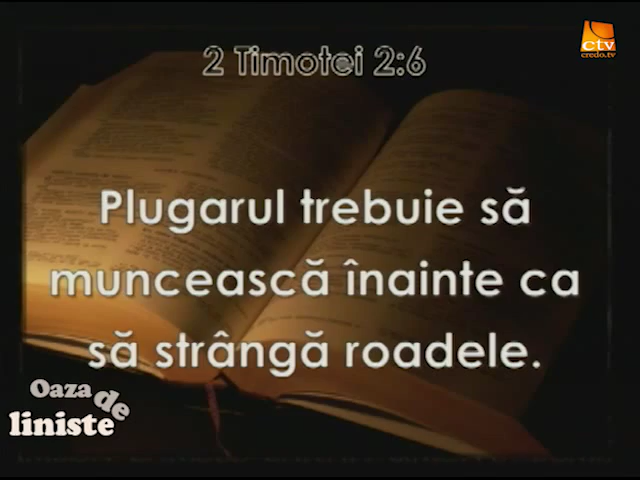 ctv
credo.tv
2 Timotei 2:6
Plugarul trebuie să
muncească înainte ca
să strângă roadele.
Oaza
de
liniste